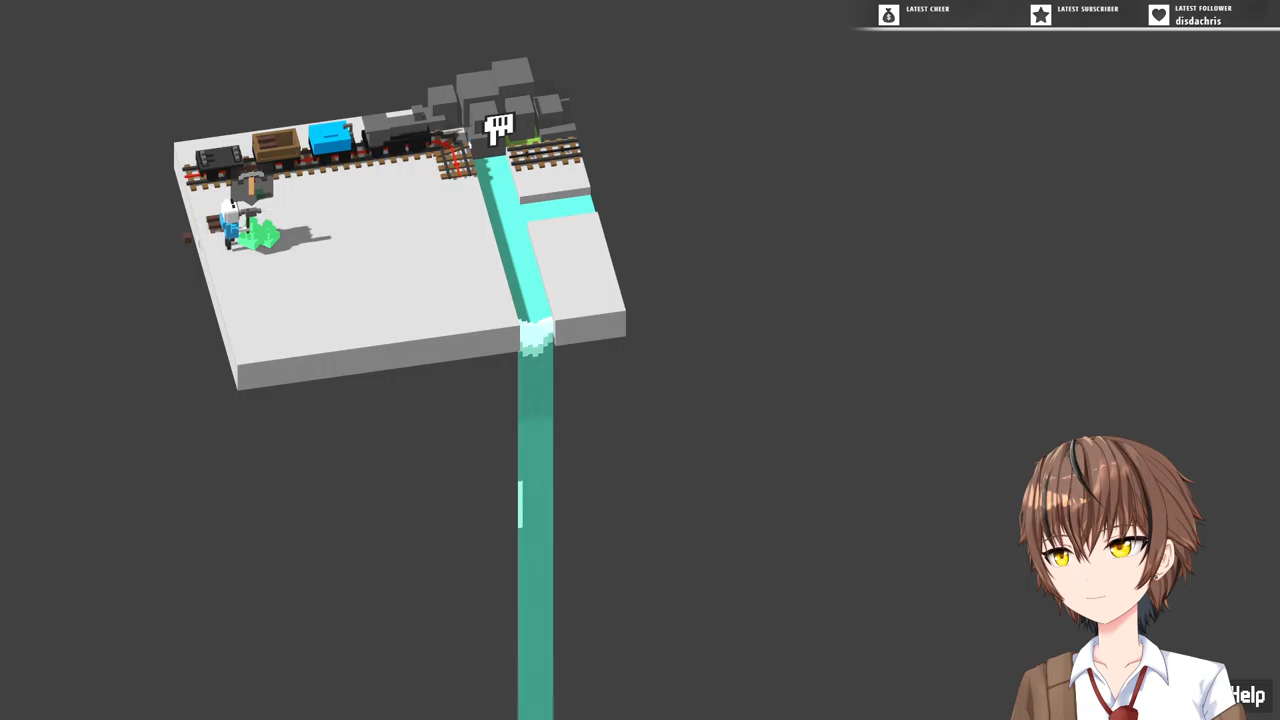 LATEST CHEER
LATEST SUBSCRIBER
LATEST FOLLOWER
disdachris
Help